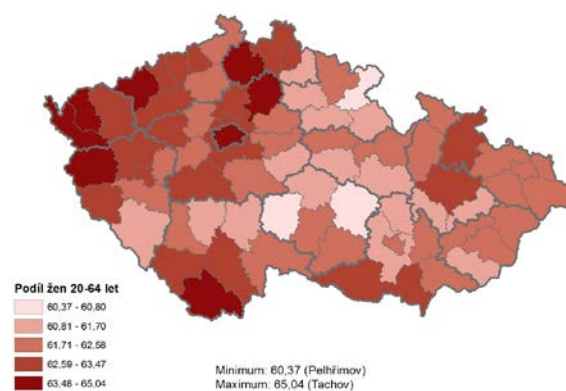 Podíl žen 20-64 let
60,37 - 60,80
60,81 - 61,70
61,71 - 62,58
62,59 - 63,47
63,48 - 65,04
Minimum: 60,37 (Pelhřimov)
Maximum: 65,04 (Tachov)